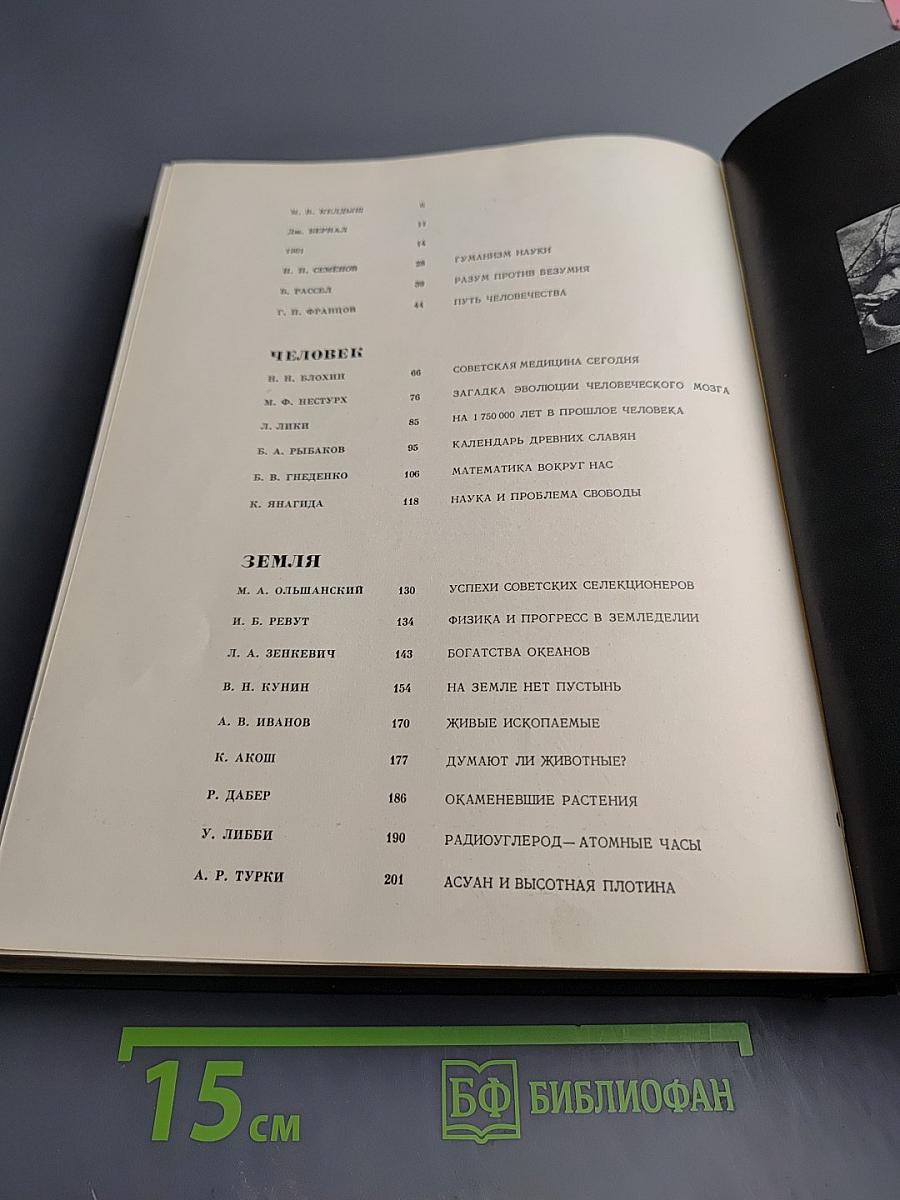 М. В. КЕЛДЫШ 6
Дж. БЕРНАЛ 11
1961 14
Н. Н. СЕМЕНОВ 28 ГУМАНИЗМ НАУКИ
Б. РАССЕЛ 39 РАЗУМ ПРОТИВ БЕЗУМИЯ
Г. П. ФРАНЦОВ 44 ПУТЬ ЧЕЛОВЕЧЕСТВА
ЧЕЛОВЕК
Н. Н. БЛОХИН 66 СОВЕТСКАЯ МЕДИЦИНА СЕГОДНЯ
М. Ф. НЕСТУРХ 76 ЗАГАДКА ЭВОЛЮЦИИ ЧЕЛОВЕЧЕСКОГО МОЗГА
Л. ЛИКИ 85 НА 1 750 000 ЛЕТ В ПРОШЛОЕ ЧЕЛОВЕКА
Б. А. РЫБАКОВ 95 КАЛЕНДАРЬ ДРЕВНИХ СЛАВЯН
Б. В. ГНЕДЕНКО 106 МАТЕМАТИКА ВОКРУГ НАС
К. ЯНАГИДА 118 НАУКА И ПРОБЛЕМА СВОБОДЫ
ЗЕМЛЯ
М. А. ОЛЬШАНСКИЙ 130 УСПЕХИ СОВЕТСКИХ СЕЛЕКЦИОНЕРОВ
И. Б. РЕВУТ 134 ФИЗИКА И ПРОГРЕСС В ЗЕМЛЕДЕЛИИ
Л. А. ЗЕНКЕВИЧ 143 БОГАТСТВА ОКЕАНОВ
В. Н. КУНИН 154 НА ЗЕМЛЕ НЕТ ПУСТЫНЬ
А. В. ИВАНОВ 170 ЖИВЫЕ ИСКОПАЕМЫЕ
К. АКОШ 177 ДУМАЮТ ЛИ ЖИВОТНЫЕ?
Р. ДАБЕР 186 ОКАМЕНЕВШИЕ РАСТЕНИЯ
У. ЛИББИ 190 РАДИОУГЛЕРОД—АТОМНЫЕ ЧАСЫ
А. Р. ТУРКИ 201 АСУАН И ВЫСОТНАЯ ПЛОТИНА
15 см
БФ БИБЛИОФАН